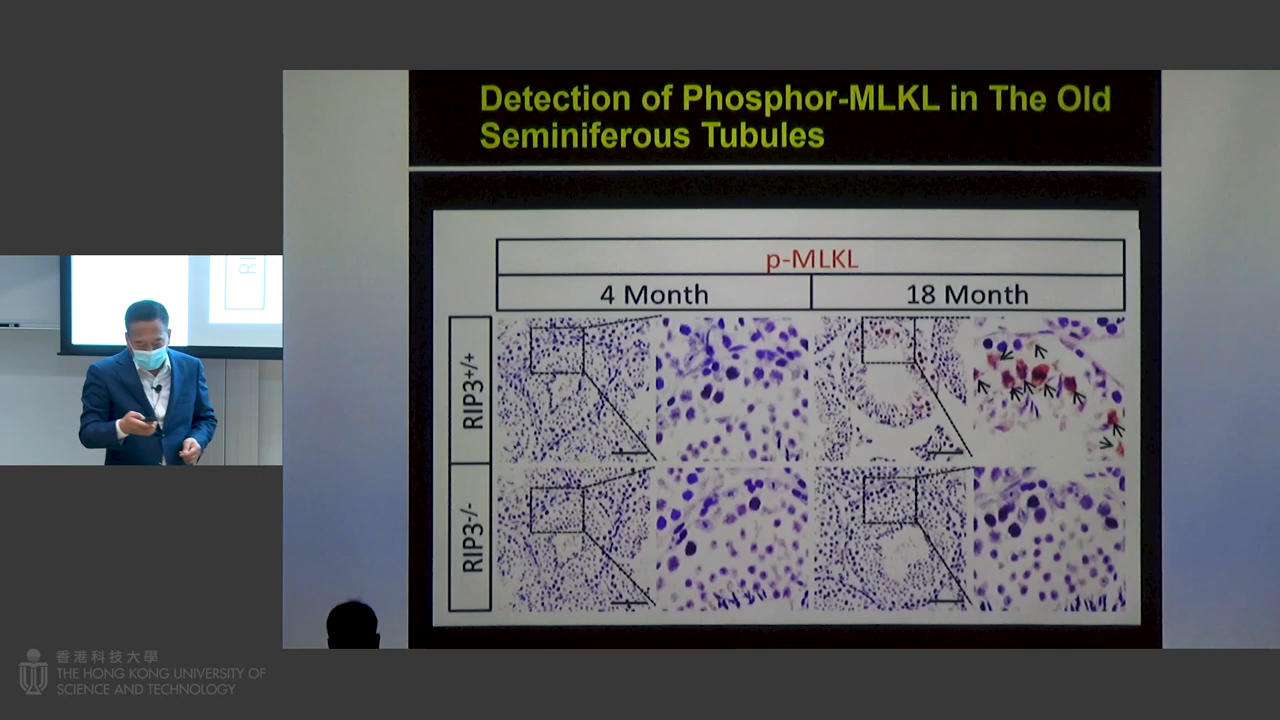 Detection of Phosphor-MLKL in The Old
Seminiferous Tubules
p-MLKL
4 Month
18 Month
RIP3+/+
RIP3-/-
RI
香港科技大學
THE HONG KONG UNIVERSITY OF
SCIENCE AND TECHNOLOGY